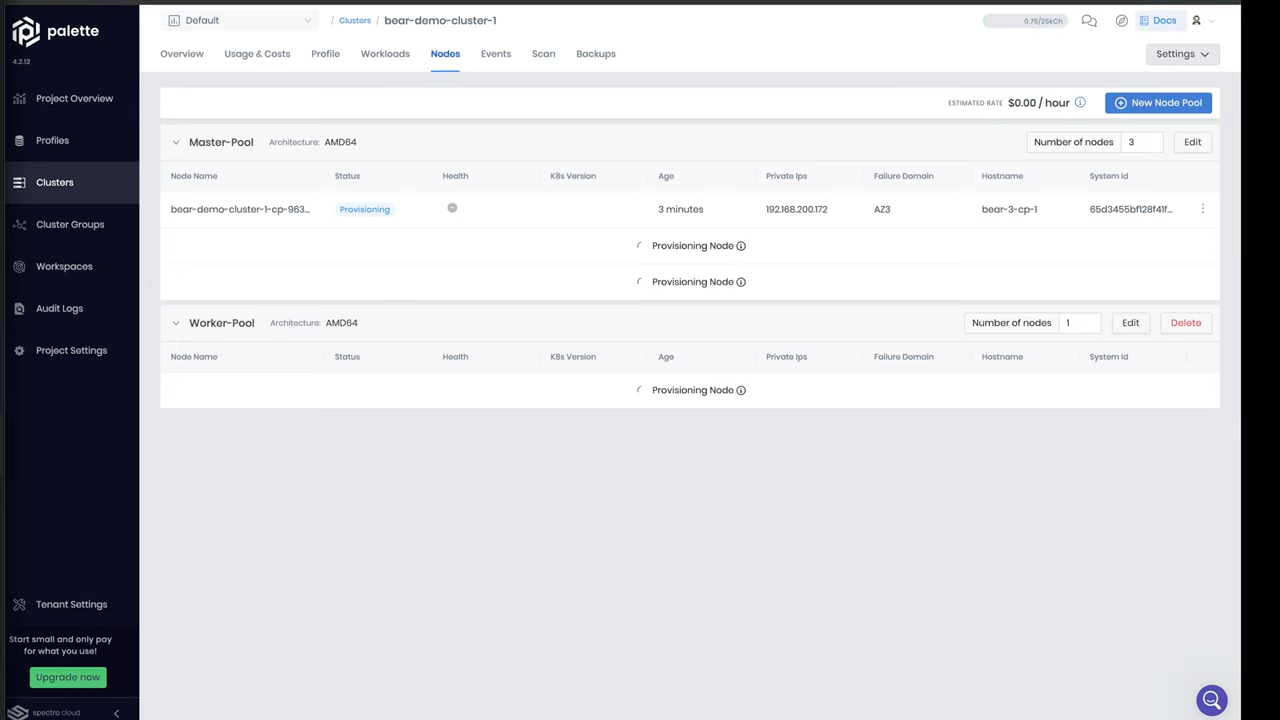 palette
4.2.12
Project Overview
Profiles
Clusters
Cluster Groups
Workspaces
Audit Logs
Project Settings
Tenant Settings
Start small and only pay
for what you use!
Upgrade now
spectro cloud
Default / Clusters / bear-demo-cluster-1 0.75/25kCh Docs
Overview Usage & Costs Profile Workloads Nodes Events Scan Backups Settings
ESTIMATED RATE $0.00 / hour New Node Pool
Master-Pool Architecture: AMD64 Number of nodes 3 Edit
Node Name Status Health K8s Version Age Private Ips Failure Domain Hostname System Id
bear-demo-cluster-1-cp-963... Provisioning 3 minutes 192.168.200.172 AZ3 bear-3-cp-1 65d3455bf128f41f...
Provisioning Node
Provisioning Node
Worker-Pool Architecture: AMD64 Number of nodes 1 Edit Delete
Node Name Status Health K8s Version Age Private Ips Failure Domain Hostname System Id
Provisioning Node